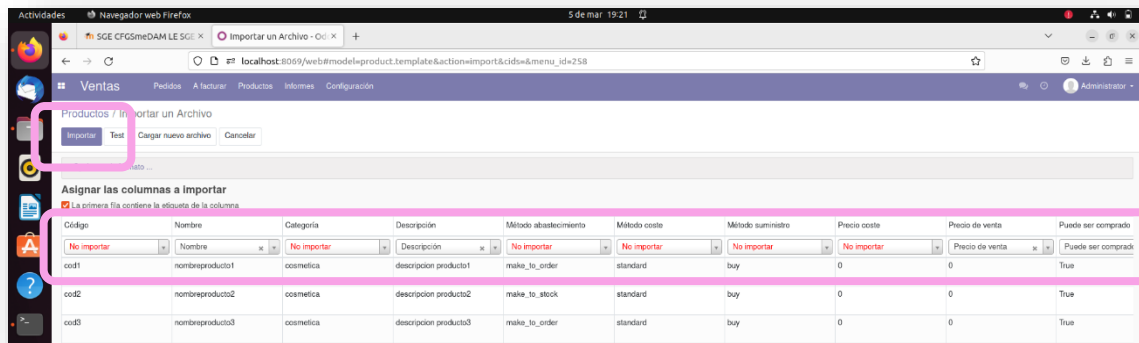 Actividades Navegador web Firefox 5 de mar 19:21
SGE CFGSmeDAM LE SGE × Importar un Archivo - Od × +
localhost:8069/web#model=product.template&action=import&cids=&menu_id=258
Ventas Pedidos A facturar Productos Informes Configuración Administrator
Productos / Importar un Archivo
Importar Test Cargar nuevo archivo Cancelar
Asignar las columnas a importar
La primera fila contiene la etiqueta de la columna
Código Nombre Categoría Descripción Método abastecimiento Método coste Método suministro Precio coste Precio de venta Puede ser comprado
No importar Nombre × No importar Descripción × No importar No importar No importar No importar Precio de venta × Puede ser comprado
cod1 nombreproducto1 cosmetica descripcion producto1 make_to_order standard buy 0 0 True
cod2 nombreproducto2 cosmetica descripcion producto2 make_to_stock standard buy 0 0 True
cod3 nombreproducto3 cosmetica descripcion producto3 make_to_order standard buy 0 0 True